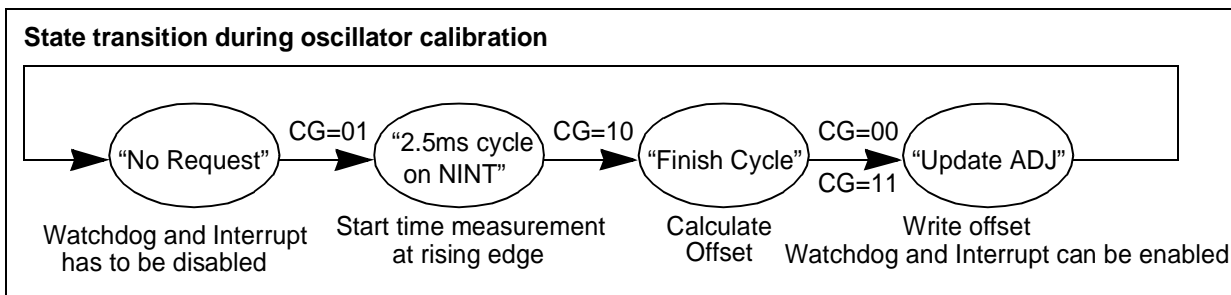 State transition during oscillator calibration
“No Request”
CG=01
“2.5ms cycle
on NINT”
CG=10
“Finish Cycle”
CG=00
CG=11
“Update ADJ”
Watchdog and Interrupt
has to be disabled
Start time measurement
at rising edge
Calculate
Offset
Write offset
Watchdog and Interrupt can be enabled